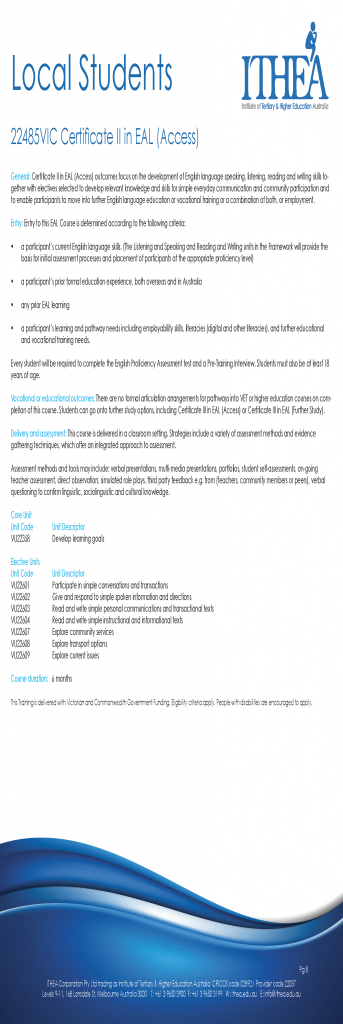 Local Students
ITHEA
Institute of Tertiary & Higher Education Australia
22485VIC Certificate II in EAL (Access)
General: Certificate II in EAL (Access) outcomes focus on the development of English language speaking, listening, reading and writing skills to-
gether with electives selected to develop relevant knowledge and skills for simple everyday communication and community participation and
to enable participants to move into further English language education or vocational training or a combination of both, or employment.
Entry: Entry to this EAL Course is determined according to the following criteria:
• a participant's current English language skills. (The Listening and Speaking and Reading and Writing units in the Framework will provide the
basis for initial assessment processes and placement of participants at the appropriate proficiency level)
• a participant's prior formal education experience, both overseas and in Australia
• any prior EAL learning
• a participant's learning and pathway needs including employability skills, literacies (digital and other literacies), and further educational
and vocational training needs.
Every student will be required to complete the English Proficiency Assessment test and a Pre-Training Interview. Students must also be at least 18
years of age.
Vocational or educational outcomes: There are no formal articulation arrangements for pathways into VET or higher education courses on com-
pletion of this course. Students can go onto further study options, including Certificate III in EAL (Access) or Certificate III in EAL (Further Study).
Delivery and assessment: This course is delivered in a classroom setting. Strategies include a variety of assessment methods and evidence
gathering techniques, which offer an integrated approach to assessment.
Assessment methods and tools may include: verbal presentations, multi-media presentations, portfolios, student self-assessments, on-going
teacher assessment, direct observation, simulated role plays, third party feedback e.g. from (teachers, community members or peers), verbal
questioning to confirm linguistic, sociolinguistic and cultural knowledge.
Core Unit
Unit Code Unit Descriptor
VU22368 Develop learning goals
Elective Units
Unit Code Unit Descriptor
VU22601 Participate in simple conversations and transactions
VU22602 Give and respond to simple spoken information and directions
VU22603 Read and write simple personal communications and transactional texts
VU22604 Read and write simple instructional and informational texts
VU22607 Explore community services
VU22608 Explore transport options
VU22609 Explore current issues
Course duration: 6 months
This Training is delivered with Victorian and Commonwealth Government Funding. Eligibility criteria apply. People with disabilities are encouraged to apply.
Pg 8
ITHEA Corporation Pty Ltd trading as Institute of Tertiary & Higher Education Australia CRICOS code 02892J Provider code 22087
Levels 9-11, 168 Lonsdale St, Melbourne Australia 3000 T: +61 3 9650 3900 F: +61 3 9650 3199 W: ithea.edu.au E: info@ithea.edu.au